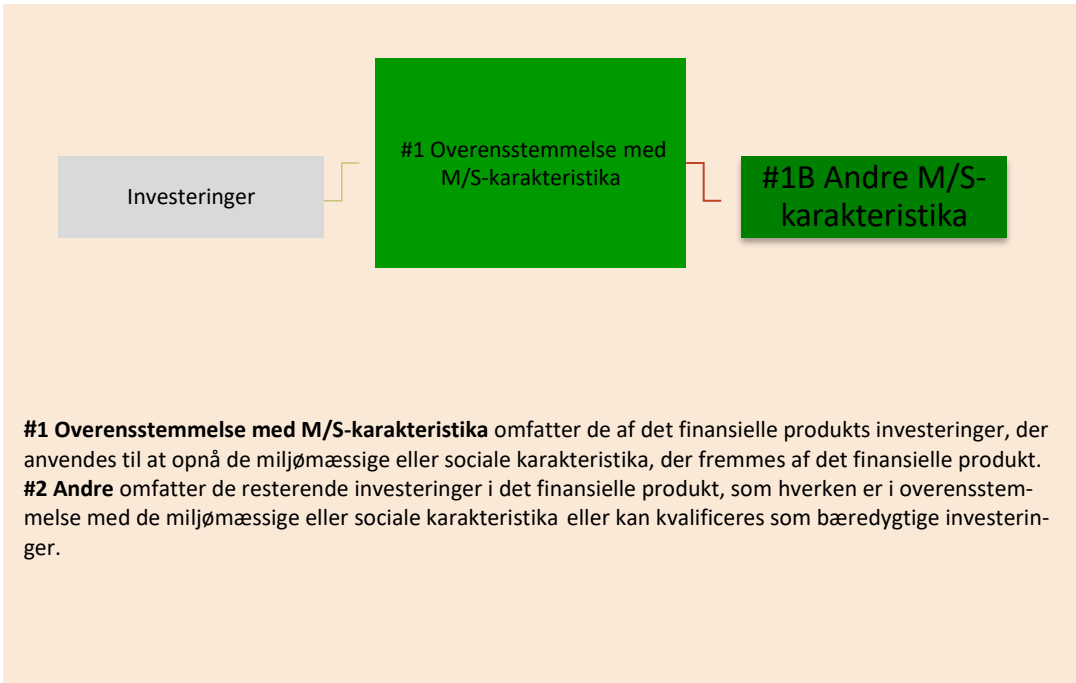 Investeringer
#1 Overensstemmelse med
M/S-karakteristika
#1B Andre M/S-
karakteristika
#1 Overensstemmelse med M/S-karakteristika omfatter de af det finansielle produkts investeringer, der
anvendes til at opnå de miljømæssige eller sociale karakteristika, der fremmes af det finansielle produkt.
#2 Andre omfatter de resterende investeringer i det finansielle produkt, som hverken er i overensstem-
melse med de miljømæssige eller sociale karakteristika eller kan kvalificeres som bæredygtige investerin-
ger.